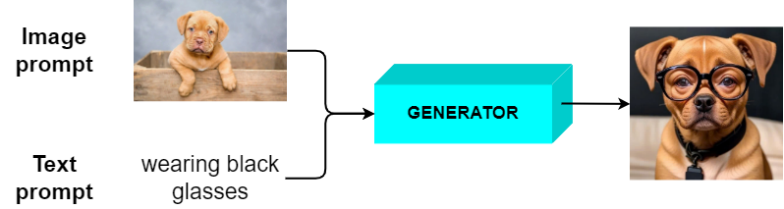 Image
prompt
GENERATOR
Text
prompt
wearing black
glasses